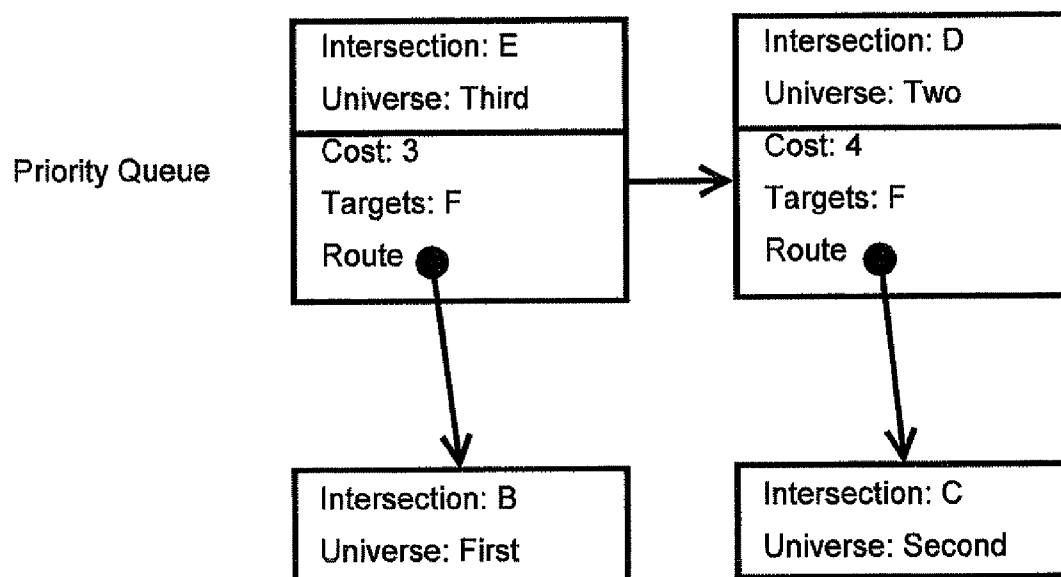 Priority Queue
Intersection: E
Universe: Third
Cost: 3
Targets: F
Route
Intersection: D
Universe: Two
Cost: 4
Targets: F
Route
Intersection: B
Universe: First
Intersection: C
Universe: Second